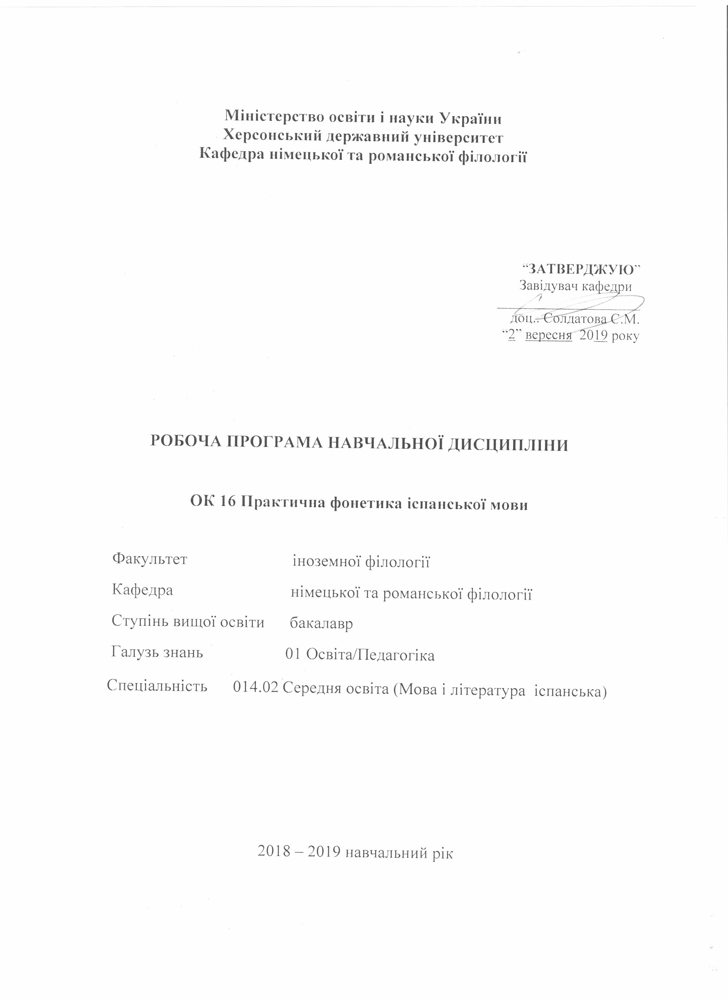 Міністерство освіти і науки України
Херсонський державний університет
Кафедра німецької та романської філології
“ЗАТВЕРДЖУЮ”
Завідувач кафедри
доц.. Солдатова С.М.
“2” вересня 2019 року
РОБОЧА ПРОГРАМА НАВЧАЛЬНОЇ ДИСЦИПЛІНИ
ОК 16 Практична фонетика іспанської мови
Факультет іноземної філології
Кафедра німецької та романської філології
Ступінь вищої освіти бакалавр
Галузь знань 01 Освіта/Педагогіка
Спеціальність 014.02 Середня освіта (Мова і література іспанська)
2018 – 2019 навчальний рік